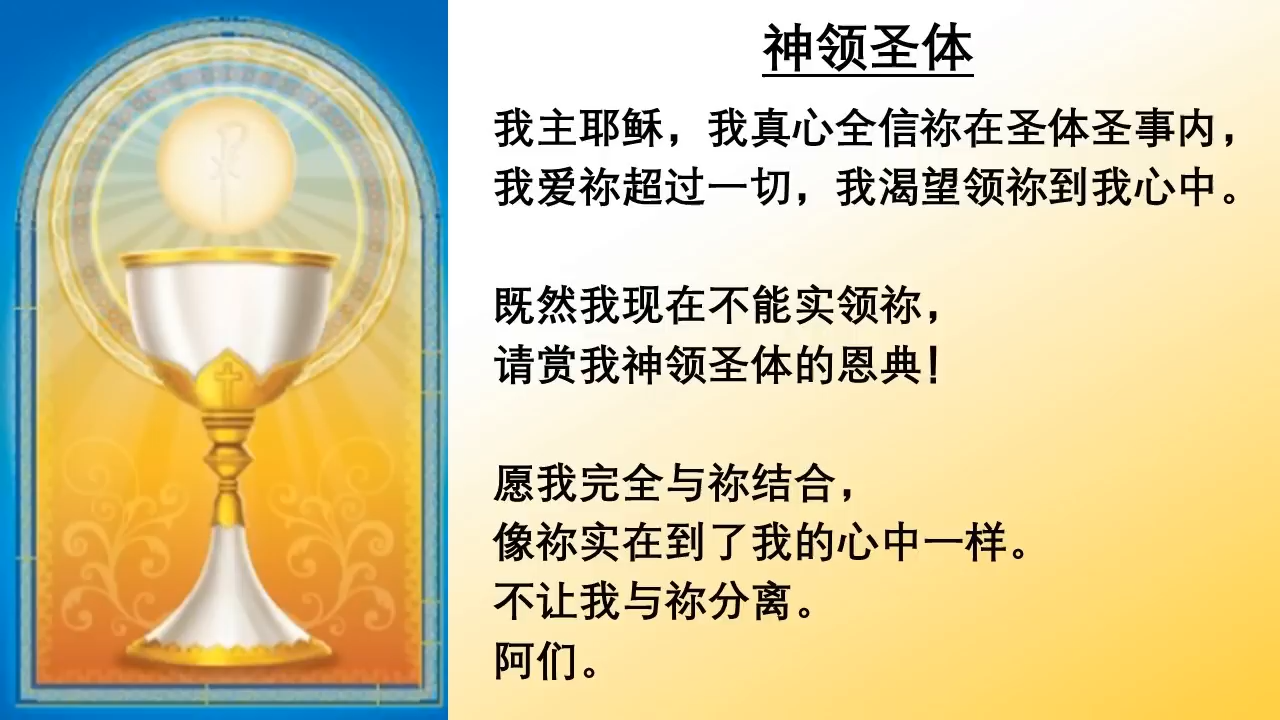 神领圣体
我主耶稣，我真心全信祢在圣体圣事内，
我爱祢超过一切，我渴望领祢到我心中。
既然我现在不能实领祢，
请赏我神领圣体的恩典！
愿我完全与祢结合，
像祢实在到了我的心中一样。
不让我与祢分离。
阿们。